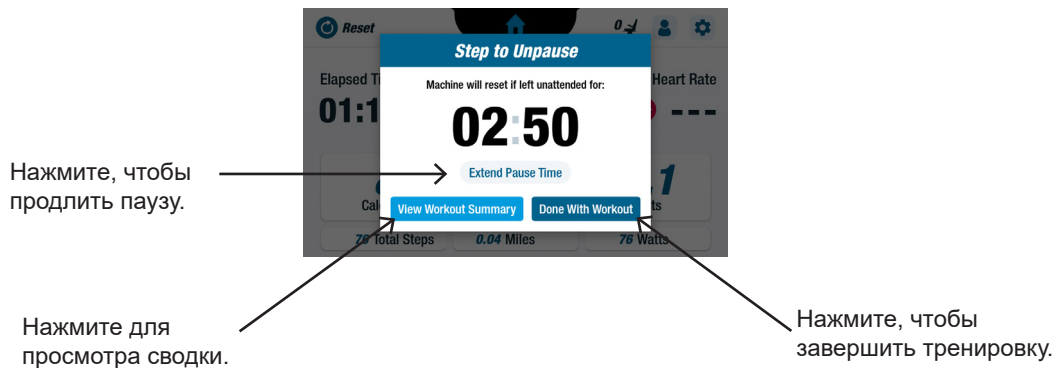 Reset
0
Step to Unpause
Elapsed Ti
Machine will reset if left unattended for:
Heart Rate
01:1
02:50
---
Extend Pause Time
Нажмите, чтобы
продлить паузу.
1
Cal
ts
View Workout Summary
Done With Workout
76 Total Steps
0.04 Miles
76 Watts
Нажмите для
просмотра сводки.
Нажмите, чтобы
завершить тренировку.